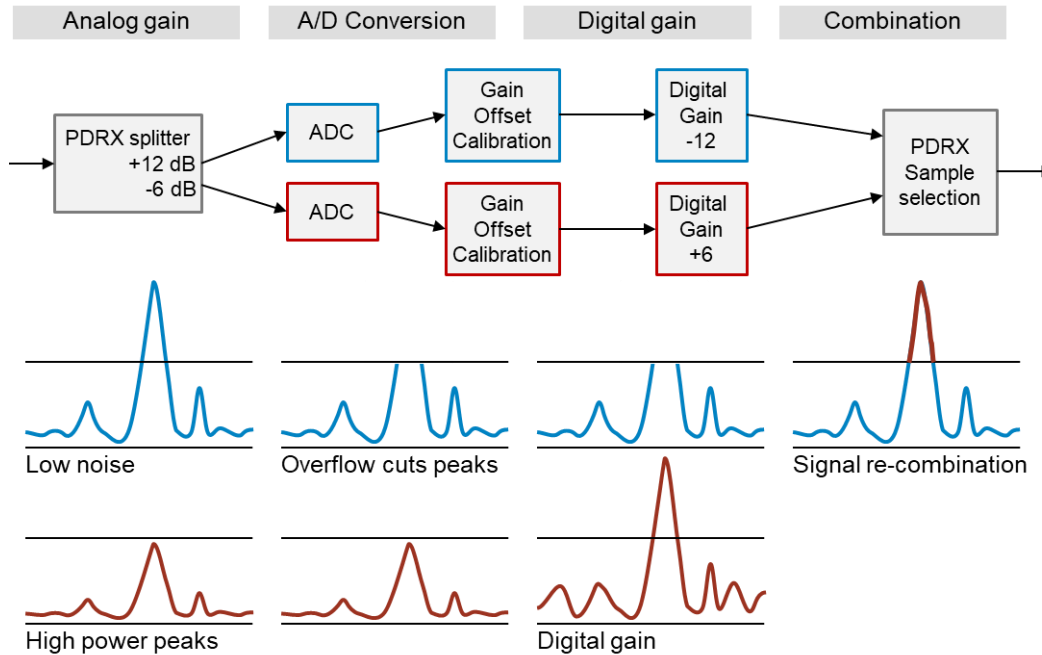 Analog gain
A/D Conversion
Digital gain
Combination
PDRX splitter
+12 dB
-6 dB
ADC
Gain
Offset
Calibration
Digital
Gain
-12
ADC
Gain
Offset
Calibration
Digital
Gain
+6
PDRX
Sample
selection
Low noise
Overflow cuts peaks
Signal re-combination
High power peaks
Digital gain